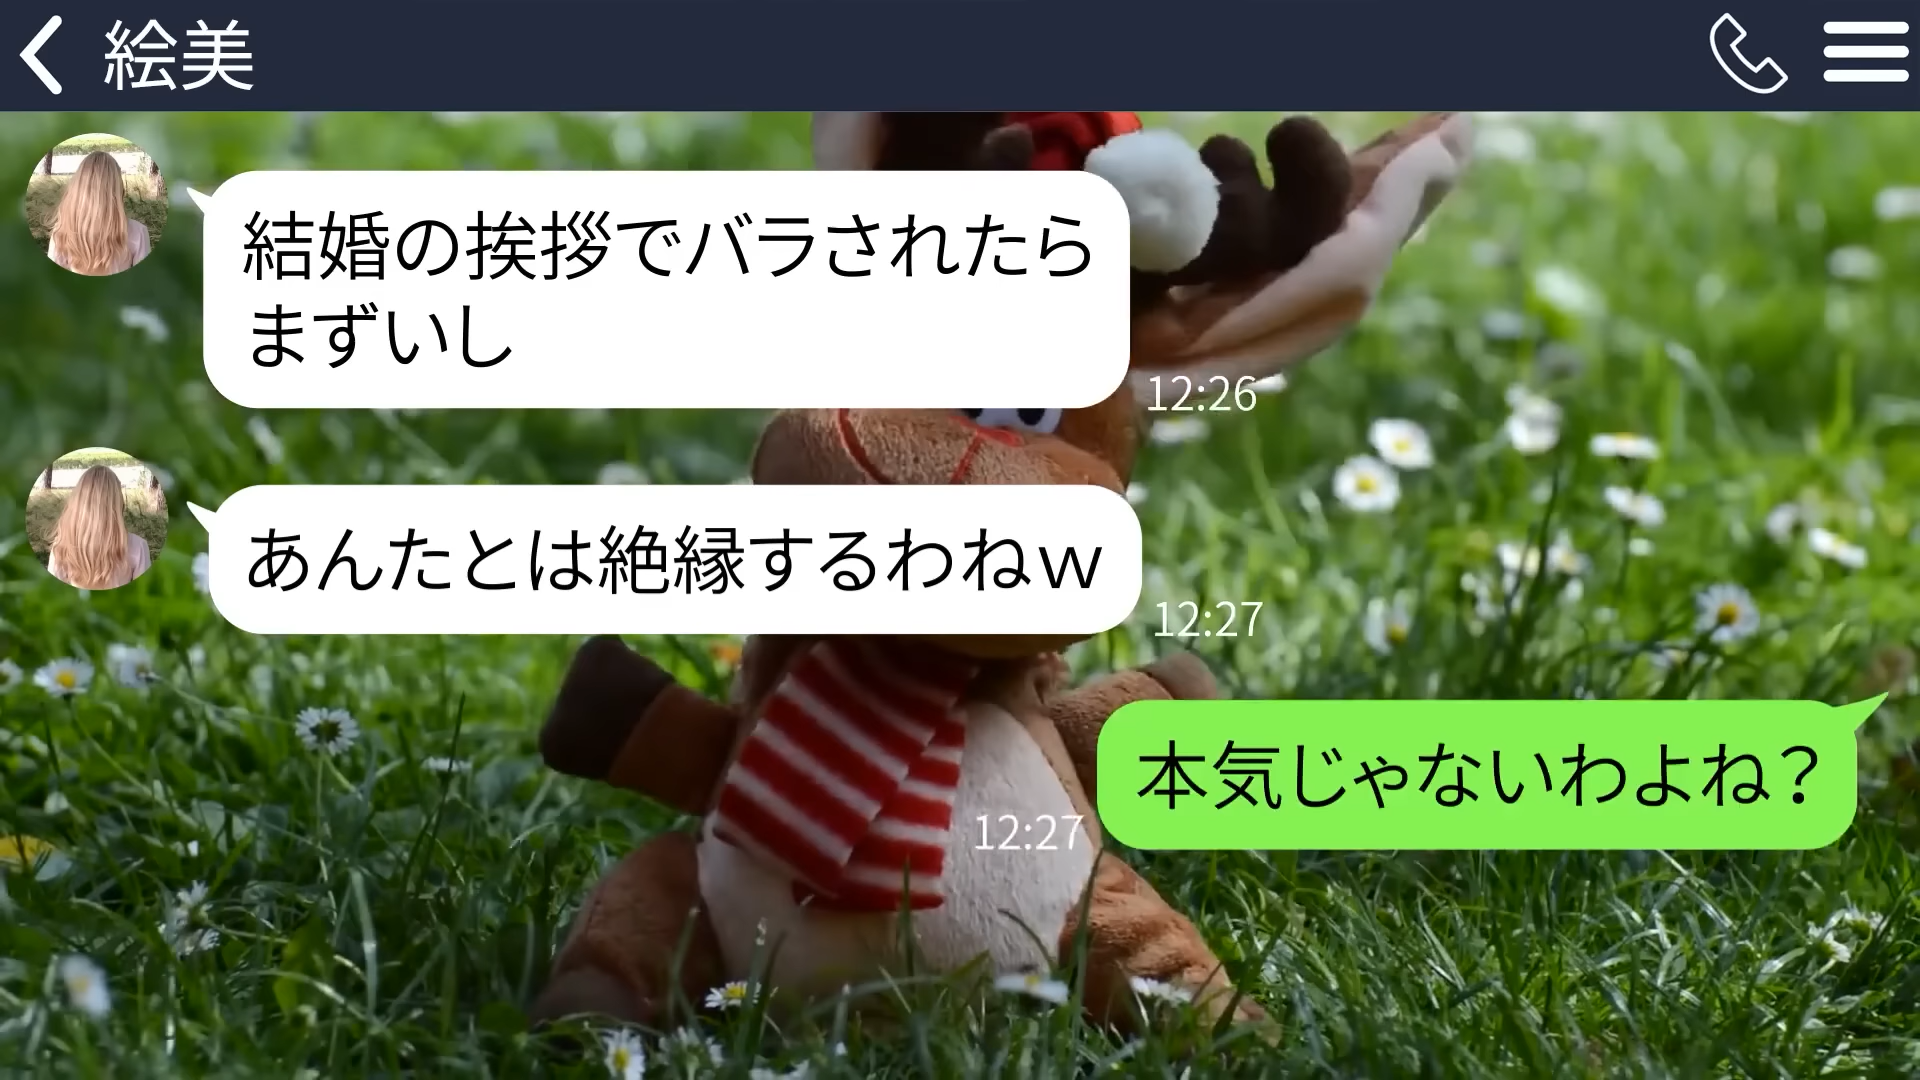 絵美
結婚の挨拶でバラされたら
まずいし
12:26
あんたとは絶縁するわねｗ
12:27
本気じゃないわよね？
12:27